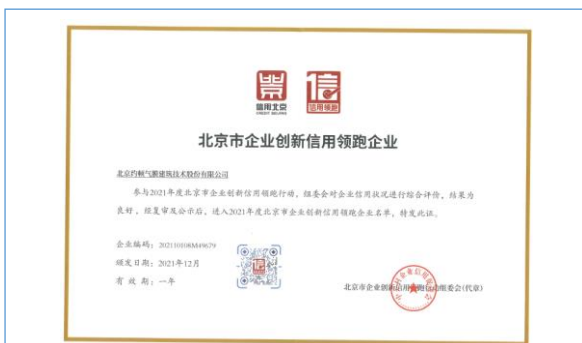 信用北京
CREDIT BEIJING
信用领跑
北京市企业创新信用领跑企业
北京约顿气膜建筑技术股份有限公司
参与2021年度北京市企业创新信用领跑行动，组委会对企业信用状况进行综合评价，结果为
良好，经复审及公示后，进入2021年度北京市企业创新信用领跑企业名单，特发此证。
企业编码：20211010RM49679
颁发日期：2021年12月
有 效 期：一年
北京市企业创新信用领跑行动组委会(代章)